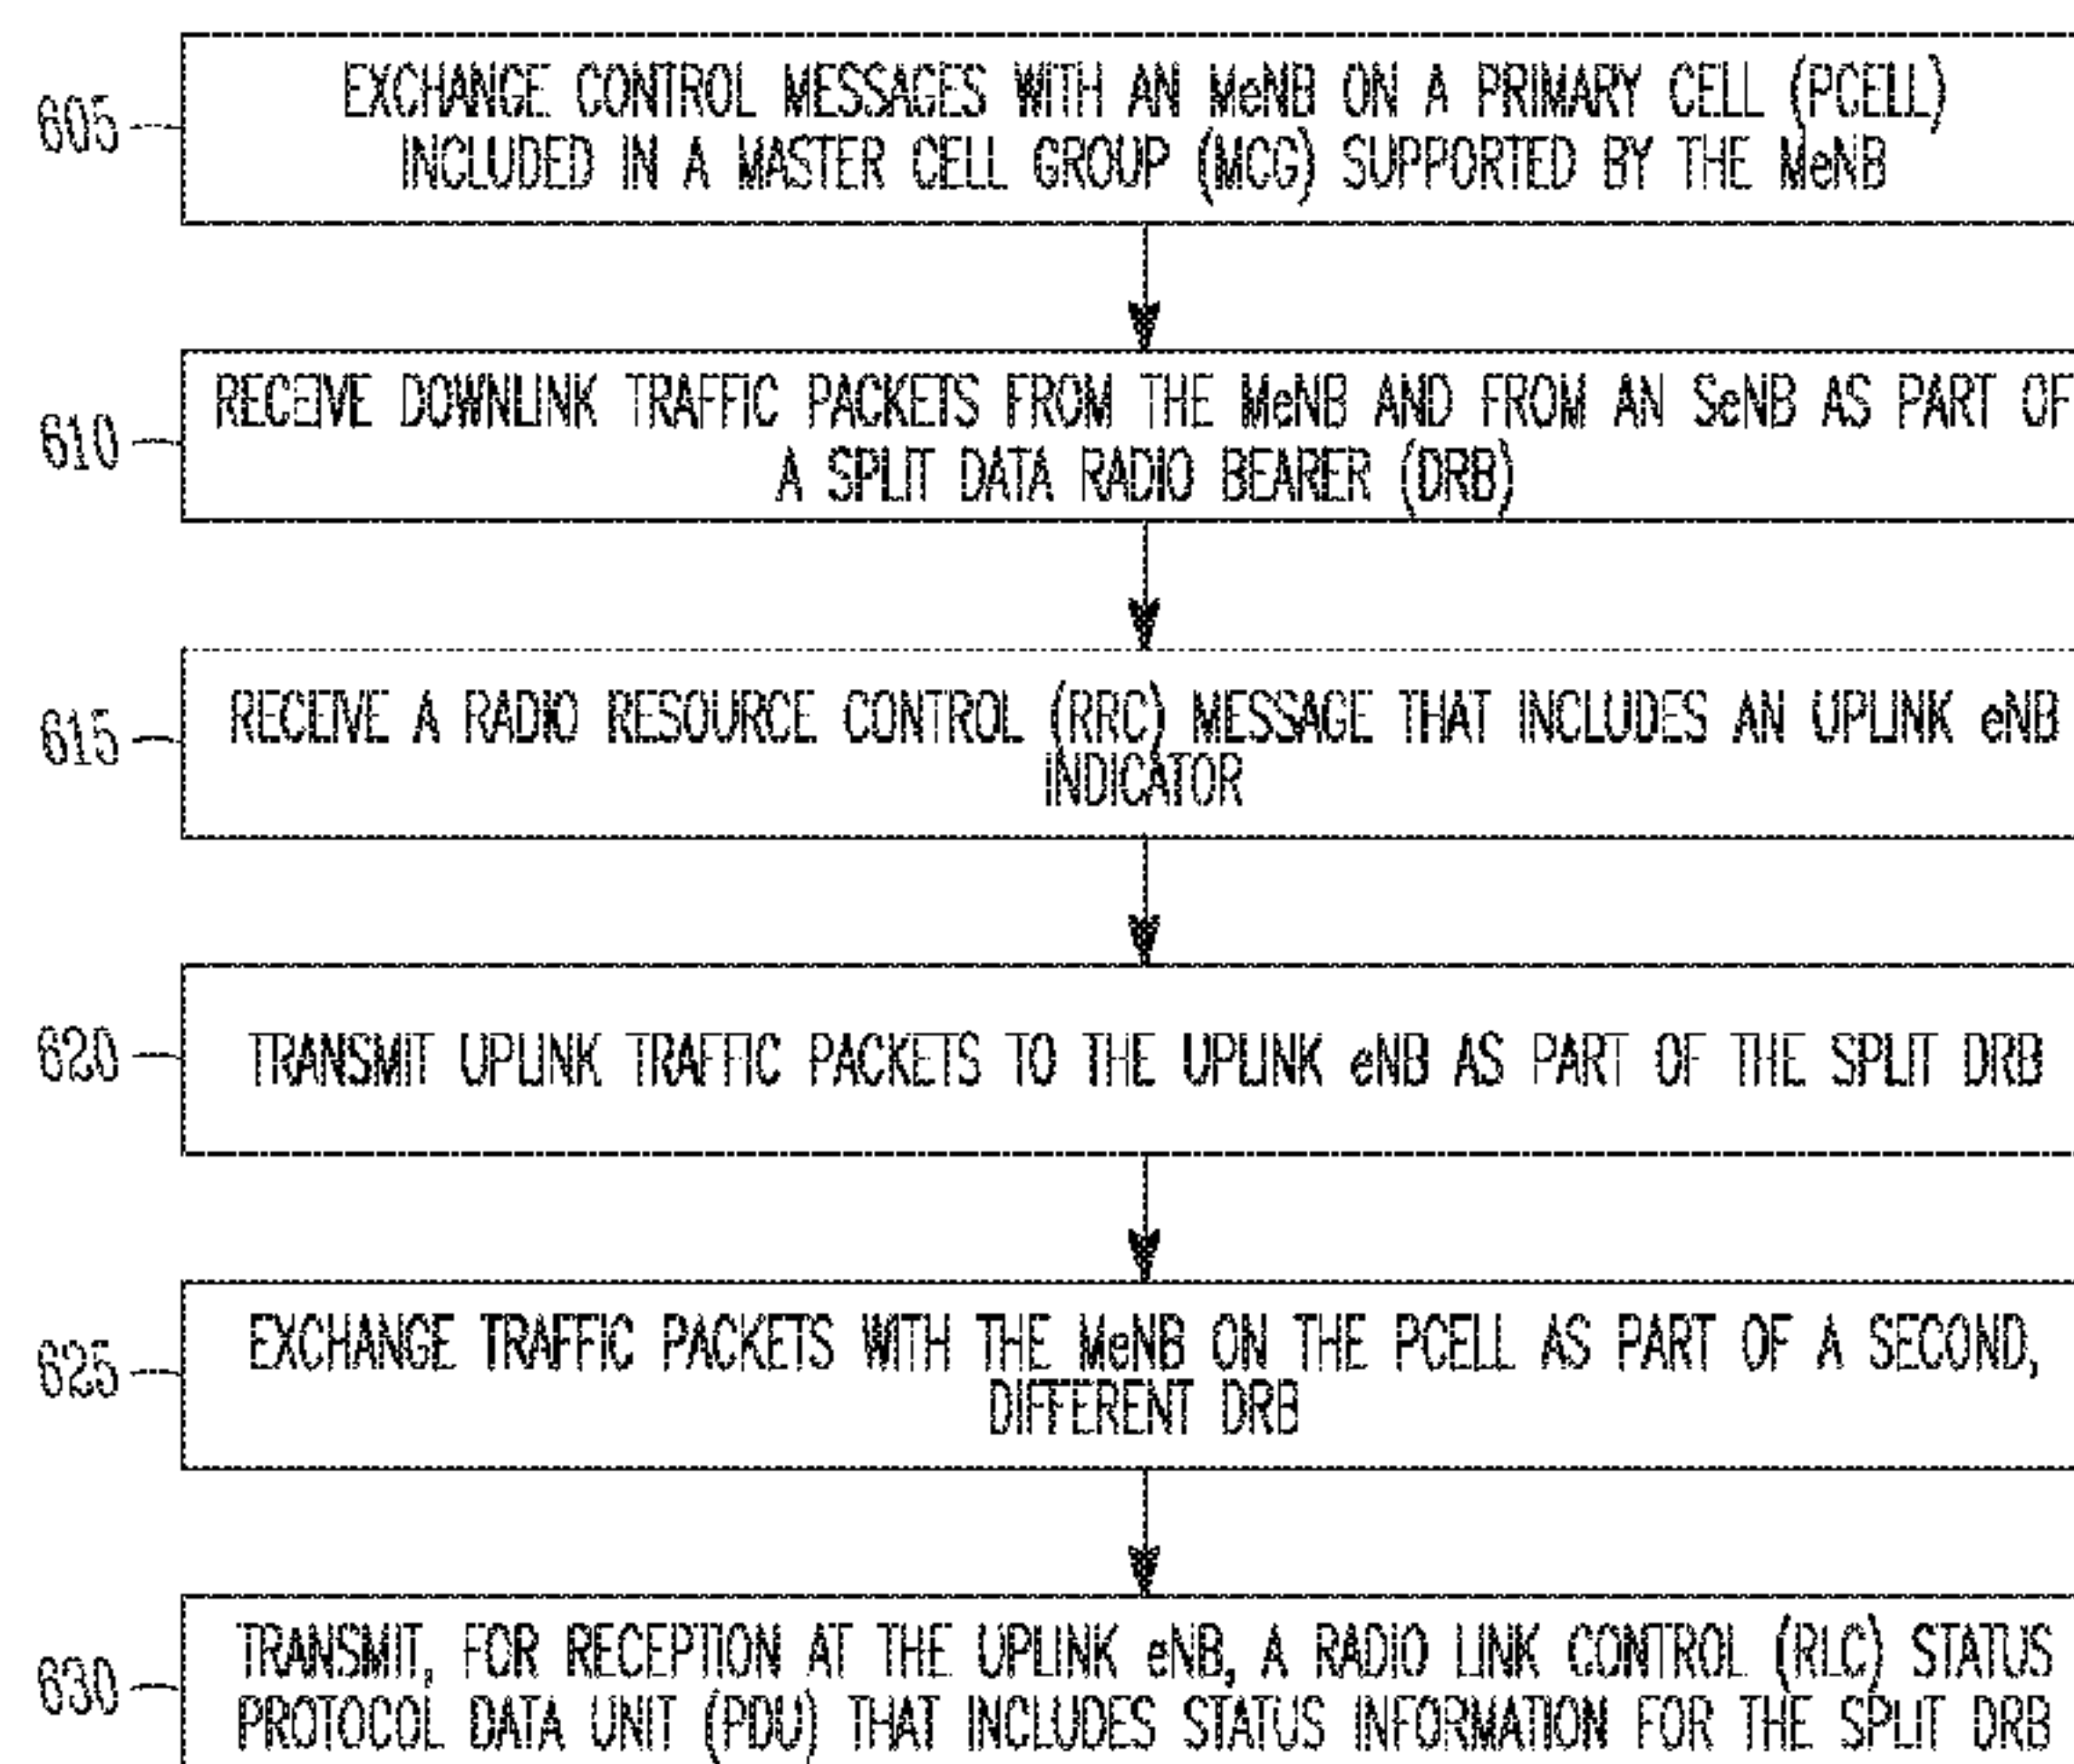 605
EXCHANGE CONTROL MESSAGES WITH AN MeNB ON A PRIMARY CELL (PCELL)
INCLUDED IN A MASTER CELL GROUP (MCG) SUPPORTED BY THE MeNB
610
RECEIVE DOWNLINK TRAFFIC PACKETS FROM THE MeNB AND FROM AN SeNB AS PART OF
A SPLIT DATA RADIO BEARER (DRB)
615
RECEIVE A RADIO RESOURCE CONTROL (RRC) MESSAGE THAT INCLUDES AN UPLINK eNB
INDICATOR
620
TRANSMIT UPLINK TRAFFIC PACKETS TO THE UPLINK eNB AS PART OF THE SPLIT DRB
625
EXCHANGE TRAFFIC PACKETS WITH THE MeNB ON THE PCELL AS PART OF A SECOND,
DIFFERENT DRB
630
TRANSMIT, FOR RECEPTION AT THE UPLINK eNB, A RADIO LINK CONTROL (RLC) STATUS
PROTOCOL DATA UNIT (PDU) THAT INCLUDES STATUS INFORMATION FOR THE SPLIT DRB